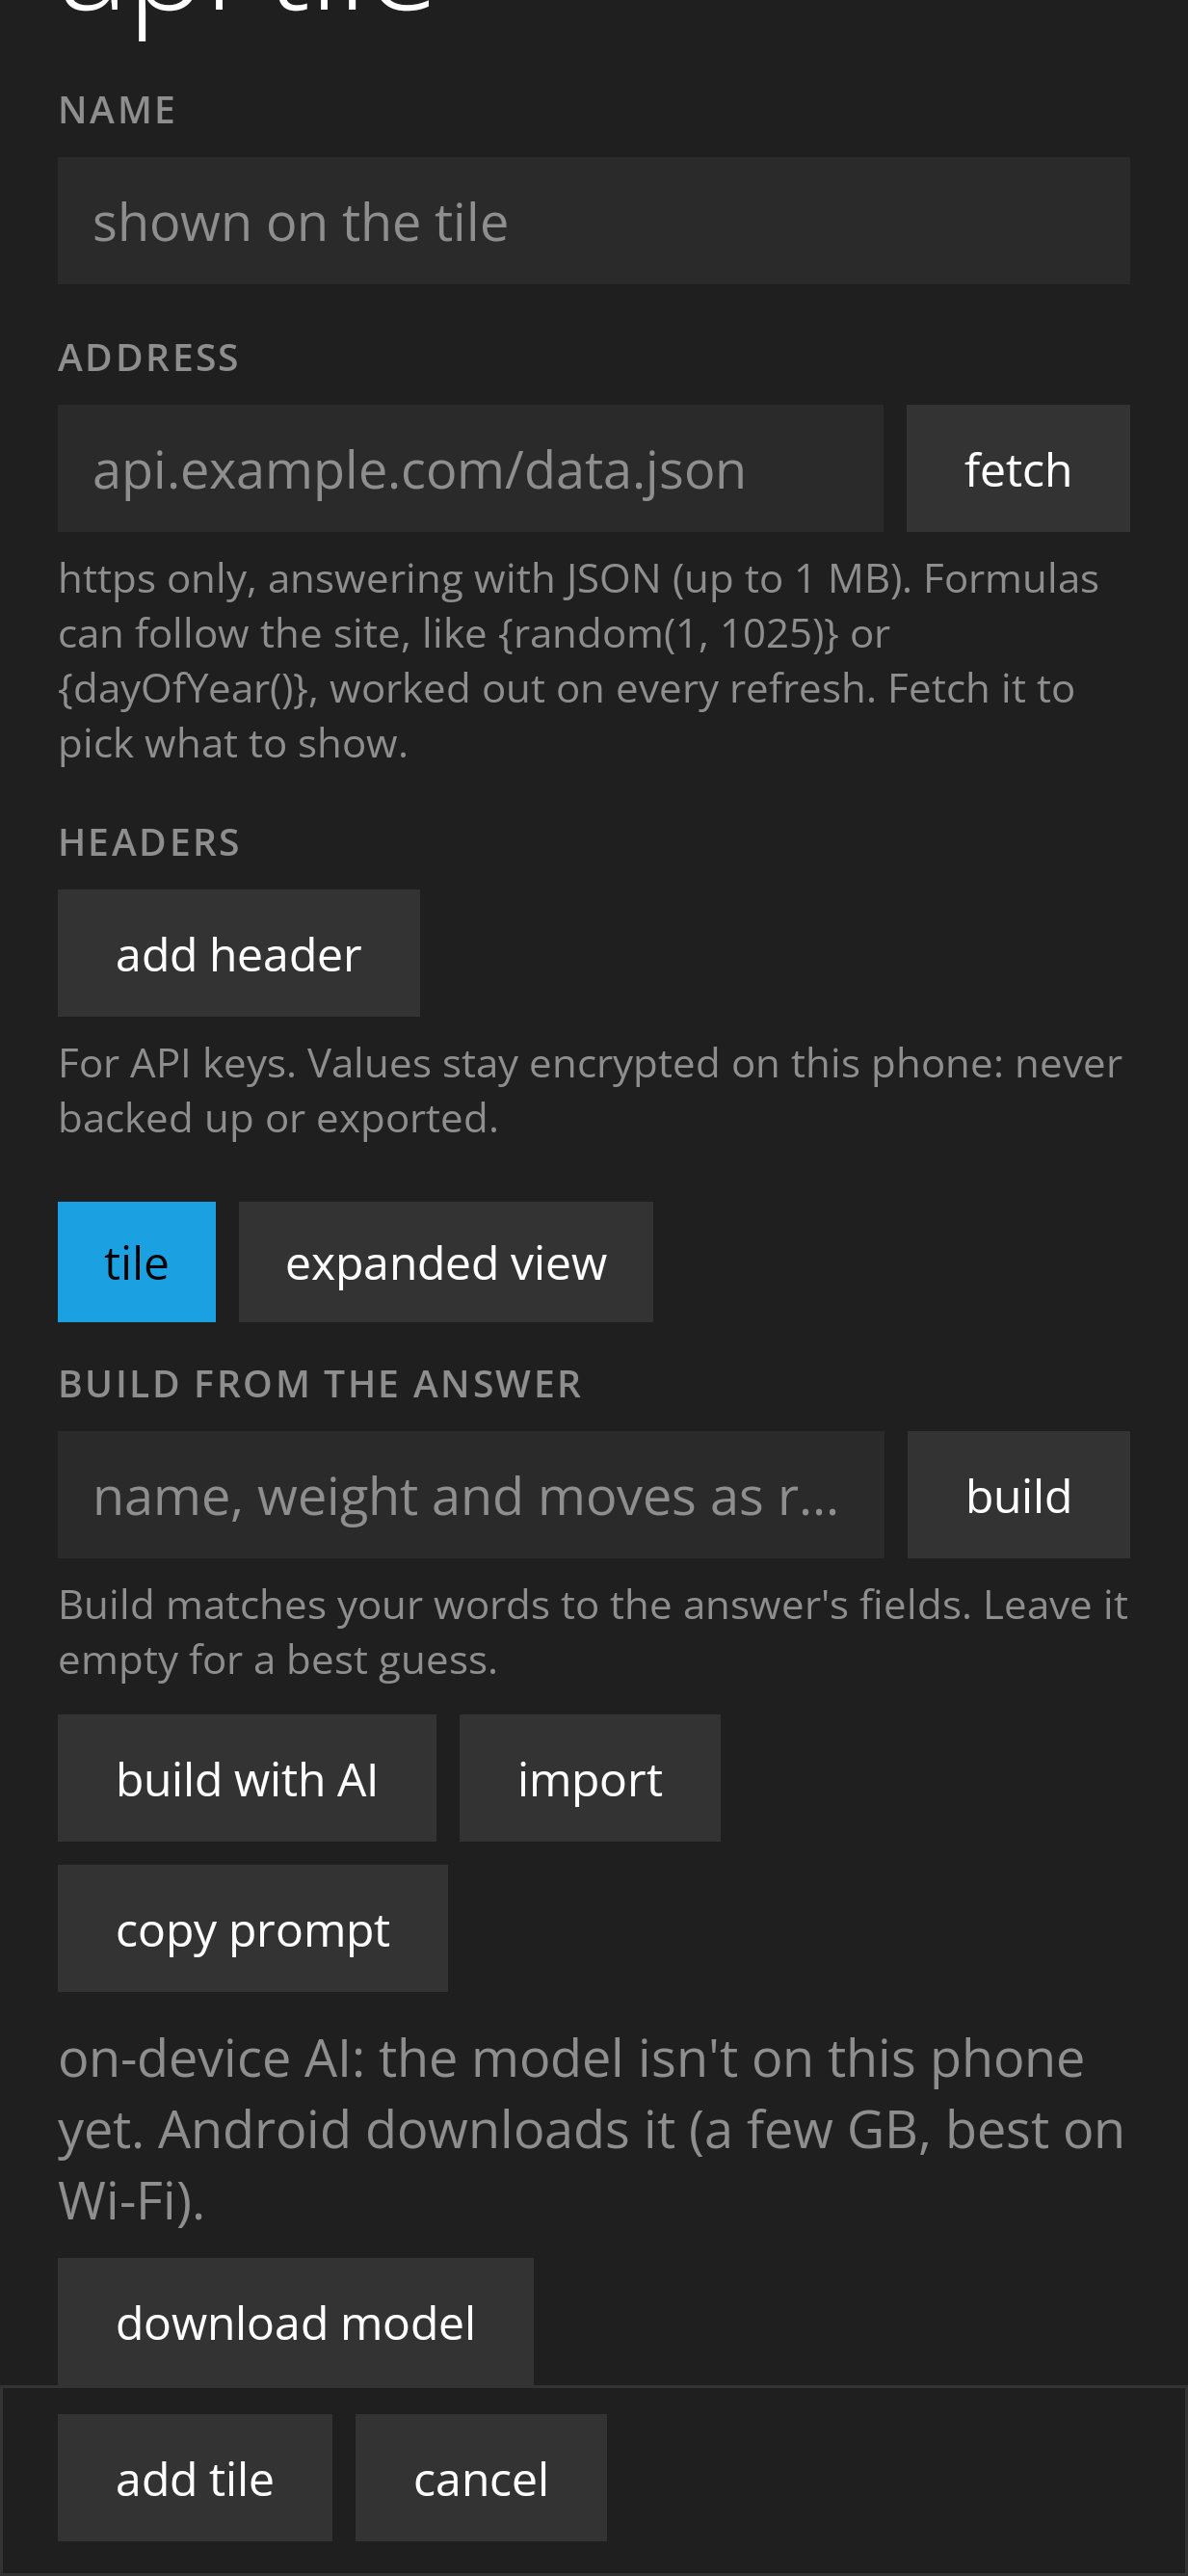 api tile
NAME
shown on the tile
ADDRESS
api.example.com/data.json
fetch
https only, answering with JSON (up to 1 MB). Formulas
can follow the site, like {random(1, 1025)} or
{dayOfYear()}, worked out on every refresh. Fetch it to
pick what to show.
HEADERS
add header
For API keys. Values stay encrypted on this phone: never
backed up or exported.
tile
expanded view
BUILD FROM THE ANSWER
name, weight and moves as r...
build
Build matches your words to the answer's fields. Leave it
empty for a best guess.
build with AI
import
copy prompt
on-device AI: the model isn't on this phone
yet. Android downloads it (a few GB, best on
Wi-Fi).
download model
add tile
cancel